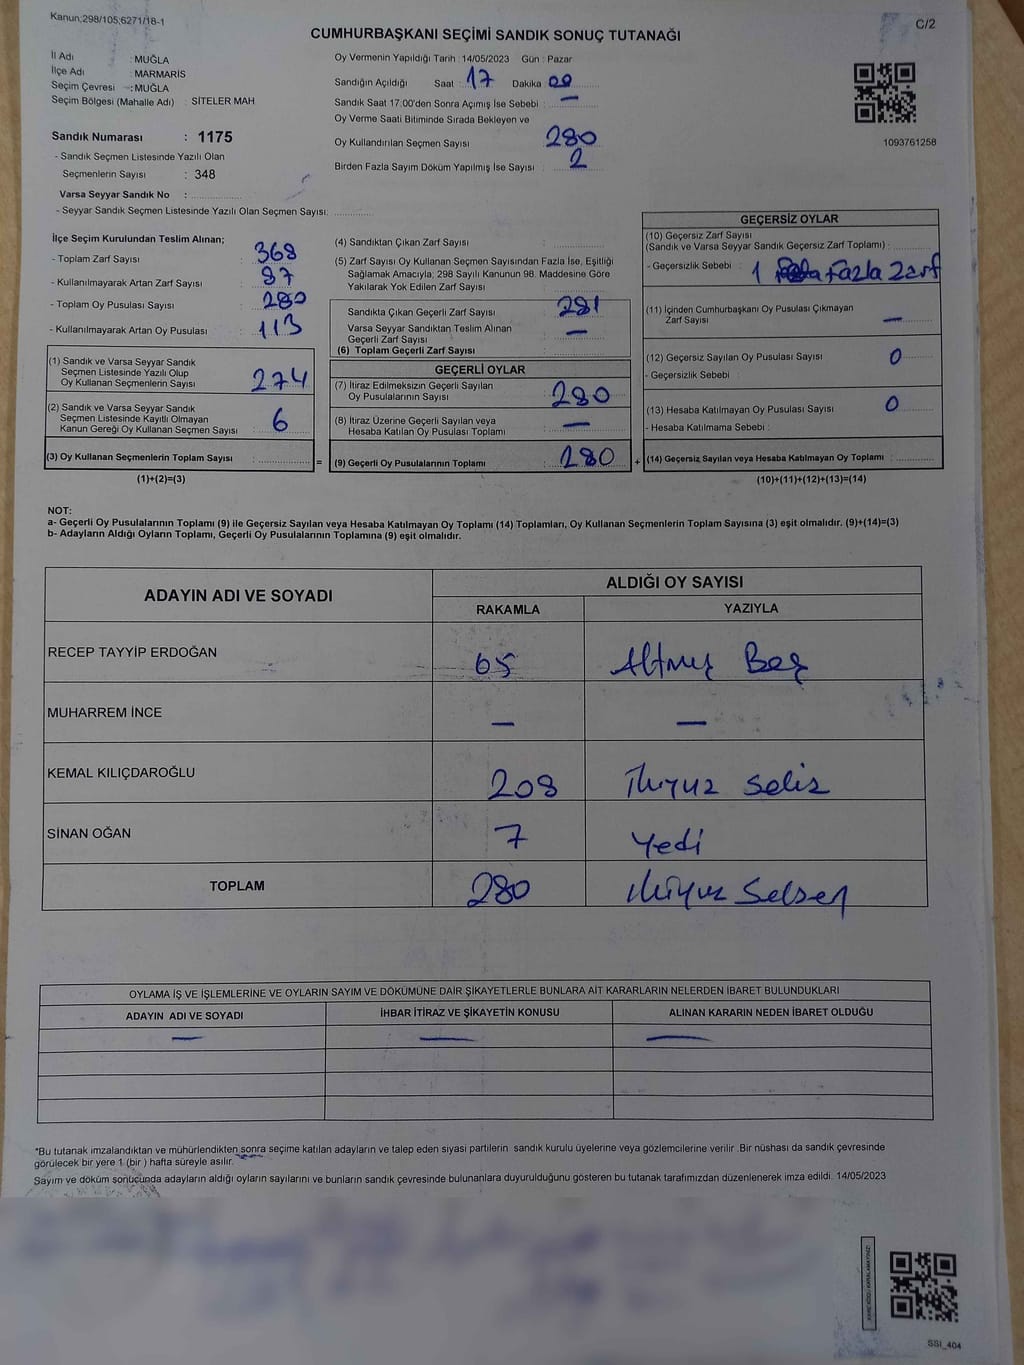 Kanun;298/105;6271/18-1
C/2
CUMHURBAŞKANI SEÇİMİ SANDIK SONUÇ TUTANAĞI
İl Adı : MUĞLA
İlçe Adı : MARMARİS
Seçim Çevresi : MUĞLA
Seçim Bölgesi (Mahalle Adı) : SİTELER MAH
Sandık Numarası : 1175
- Sandık Seçmen Listesinde Yazılı Olan
Seçmenlerin Sayısı : 348
Varsa Seyyar Sandık No :
- Seyyar Sandık Seçmen Listesinde Yazılı Olan Seçmen Sayısı:
Oy Vermenin Yapıldığı Tarih : 14/05/2023 Gün : Pazar
Sandığın Açıldığı Saat : 17 Dakika 00
Sandık Saat 17.00'den Sonra Açımış İse Sebebi : —
Oy Verme Saati Bitiminde Sırada Bekleyen ve
Oy Kullandırılan Seçmen Sayısı 280
Birden Fazla Sayım Döküm Yapılmış İse Sayısı 2
1093761258
İlçe Seçim Kurulundan Teslim Alınan;
- Toplam Zarf Sayısı : 368
- Kullanılmayarak Artan Zarf Sayısı : 87
- Toplam Oy Pusulası Sayısı : 280
- Kullanılmayarak Artan Oy Pusulası : 113
(1) Sandık ve Varsa Seyyar Sandık
Seçmen Listesinde Yazılı Olup
Oy Kullanan Seçmenlerin Sayısı 274
(2) Sandık ve Varsa Seyyar Sandık
Seçmen Listesinde Kayıtlı Olmayan
Kanun Gereği Oy Kullanan Seçmen Sayısı : 6
(3) Oy Kullanan Seçmenlerin Toplam Sayısı : =
(1)+(2)=(3)
(4) Sandıktan Çıkan Zarf Sayısı :
(5) Zarf Sayısı Oy Kullanan Seçmen Sayısından Fazla İse, Eşitliği
Sağlamak Amacıyla, 298 Sayılı Kanunun 98. Maddesine Göre
Yakılarak Yok Edilen Zarf Sayısı :
Sandıkta Çıkan Geçerli Zarf Sayısı : 281
Varsa Seyyar Sandıktan Teslim Alınan
Geçerli Zarf Sayısı : —
(6) Toplam Geçerli Zarf Sayısı :
GEÇERLİ OYLAR
(7) İtiraz Edilmeksizin Geçerli Sayılan
Oy Pusulalarının Sayısı : 280
(8) İtiraz Üzerine Geçerli Sayılan veya
Hesaba Katılan Oy Pusulası Toplamı : —
(9) Geçerli Oy Pusulalarının Toplamı : 280 +
GEÇERSİZ OYLAR
(10) Geçersiz Zarf Sayısı
(Sandık ve Varsa Seyyar Sandık Geçersiz Zarf Toplamı) :
- Geçersizlik Sebebi : 1 Fazla Zarf
(11) İçinden Cumhurbaşkanı Oy Pusulası Çıkmayan
Zarf Sayısı : —
(12) Geçersiz Sayılan Oy Pusulası Sayısı : 0
- Geçersizlik Sebebi :
(13) Hesaba Katılmayan Oy Pusulası Sayısı : 0
- Hesaba Katılmama Sebebi :
(14) Geçersiz Sayılan veya Hesaba Katılmayan Oy Toplamı :
(10)+(11)+(12)+(13)=(14)
NOT:
a- Geçerli Oy Pusulalarının Toplamı (9) ile Geçersiz Sayılan veya Hesaba Katılmayan Oy Toplamı (14) Toplamları, Oy Kullanan Seçmenlerin Toplam Sayısına (3) eşit olmalıdır. (9)+(14)=(3)
b- Adayların Aldığı Oyların Toplamı, Geçerli Oy Pusulalarının Toplamına (9) eşit olmalıdır.
ADAYIN ADI VE SOYADI ALDIĞI OY SAYISI
RAKAMLA YAZIYLA
RECEP TAYYİP ERDOĞAN 65 Altmış Beş
MUHARREM İNCE — —
KEMAL KILIÇDAROĞLU 208 İkiyüz sekiz
SİNAN OĞAN 7 Yedi
TOPLAM 280 ikiyüz Seksen
OYLAMA İŞ VE İŞLEMLERİNE VE OYLARIN SAYIM VE DÖKÜMÜNE DAİR ŞİKAYETLERLE BUNLARA AİT KARARLARIN NELERDEN İBARET BULUNDUKLARI
ADAYIN ADI VE SOYADI İHBAR İTİRAZ VE ŞİKAYETİN KONUSU ALINAN KARARIN NEDEN İBARET OLDUĞU
— — —
*Bu tutanak imzalandıktan ve mühürlendikten sonra seçime katılan adayların ve talep eden siyasi partilerin sandık kurulu üyelerine veya gözlemcilerine verilir .Bir nüshası da sandık çevresinde
görülecek bir yere 1 (bir ) hafta süreyle asılır.
Sayım ve döküm sonucunda adayların aldığı oyların sayılarını ve bunların sandık çevresinde bulunanlara duyurulduğunu gösteren bu tutanak tarafımızdan düzenlenerek imza edildi. 14/05/2023
SSI_404